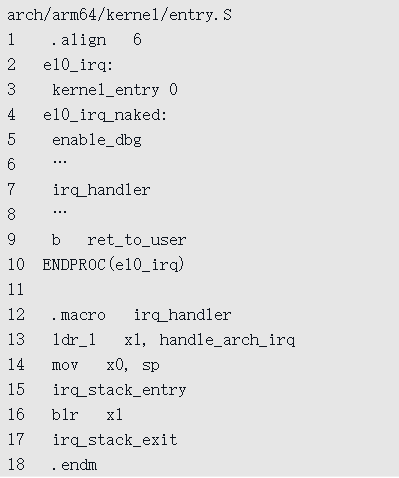 arch/arm64/kernel/entry.S
1 .align 6
2 el0_irq:
3 kernel_entry 0
4 el0_irq_naked:
5 enable_dbg
6 …
7 irq_handler
8 …
9 b ret_to_user
10 ENDPROC(el0_irq)
11
12 .macro irq_handler
13 ldr_l x1, handle_arch_irq
14 mov x0, sp
15 irq_stack_entry
16 blr x1
17 irq_stack_exit
18 .endm